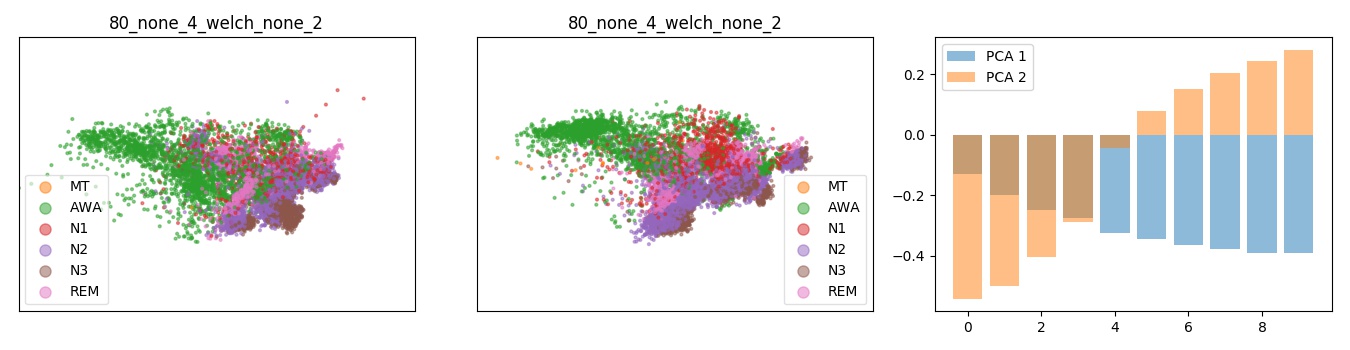 80_none_4_welch_none_2
MT
AWA
N1
N2
N3
REM
80_none_4_welch_none_2
MT
AWA
N1
N2
N3
REM
PCA 1
PCA 2
0.2
0.0
−0.2
−0.4
0 2 4 6 8